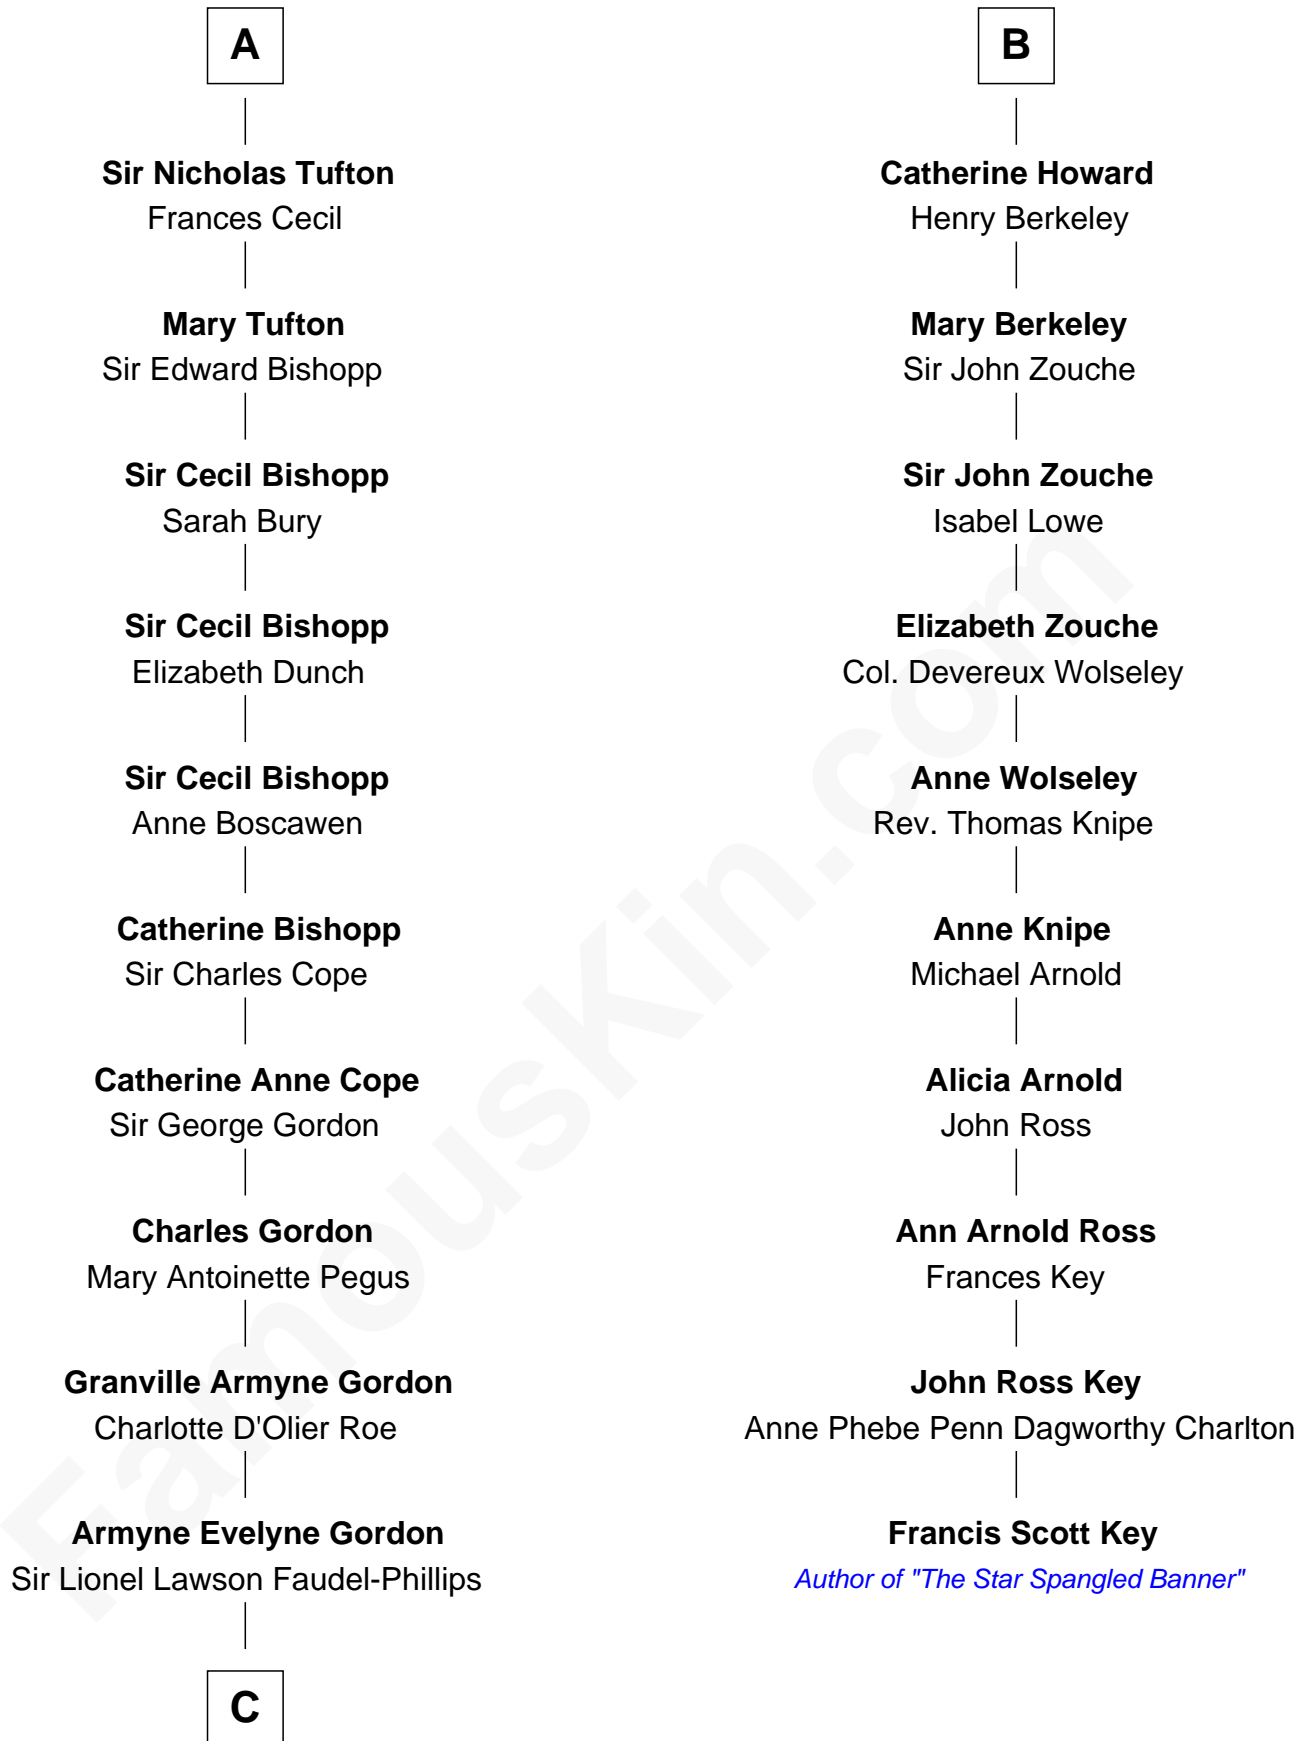 A
Sir Nicholas Tufton
Frances Cecil
Mary Tufton
Sir Edward Bishopp
Sir Cecil Bishopp
Sarah Bury
Sir Cecil Bishopp
Elizabeth Dunch
Sir Cecil Bishopp
Anne Boscawen
Catherine Bishopp
Sir Charles Cope
Catherine Anne Cope
Sir George Gordon
Charles Gordon
Mary Antoinette Pegus
Granville Armyne Gordon
Charlotte D'Olier Roe
Armyne Evelyne Gordon
Sir Lionel Lawson Faudel-Phillips
C
B
Catherine Howard
Henry Berkeley
Mary Berkeley
Sir John Zouche
Sir John Zouche
Isabel Lowe
Elizabeth Zouche
Col. Devereux Wolseley
Anne Wolseley
Rev. Thomas Knipe
Anne Knipe
Michael Arnold
Alicia Arnold
John Ross
Ann Arnold Ross
Frances Key
John Ross Key
Anne Phebe Penn Dagworthy Charlton
Francis Scott Key
Author of "The Star Spangled Banner"
FamousKin.com